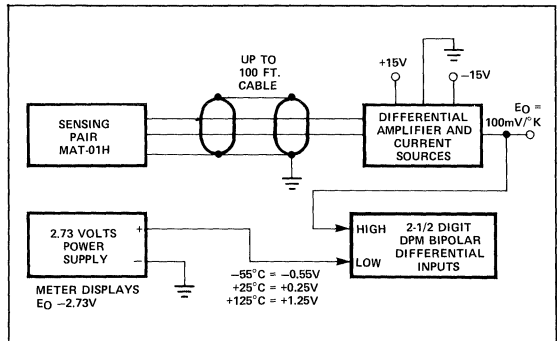 UP TO
100 FT.
CABLE
+15V
−15V
SENSING
PAIR
MAT-01H
DIFFERENTIAL
AMPLIFIER AND
CURRENT
SOURCES
EO =
100mV/°K
2.73 VOLTS
POWER
SUPPLY
+
−
HIGH
LOW
2-1/2 DIGIT
DPM BIPOLAR
DIFFERENTIAL
INPUTS
−55°C = −0.55V
+25°C = +0.25V
+125°C = +1.25V
METER DISPLAYS
EO −2.73V